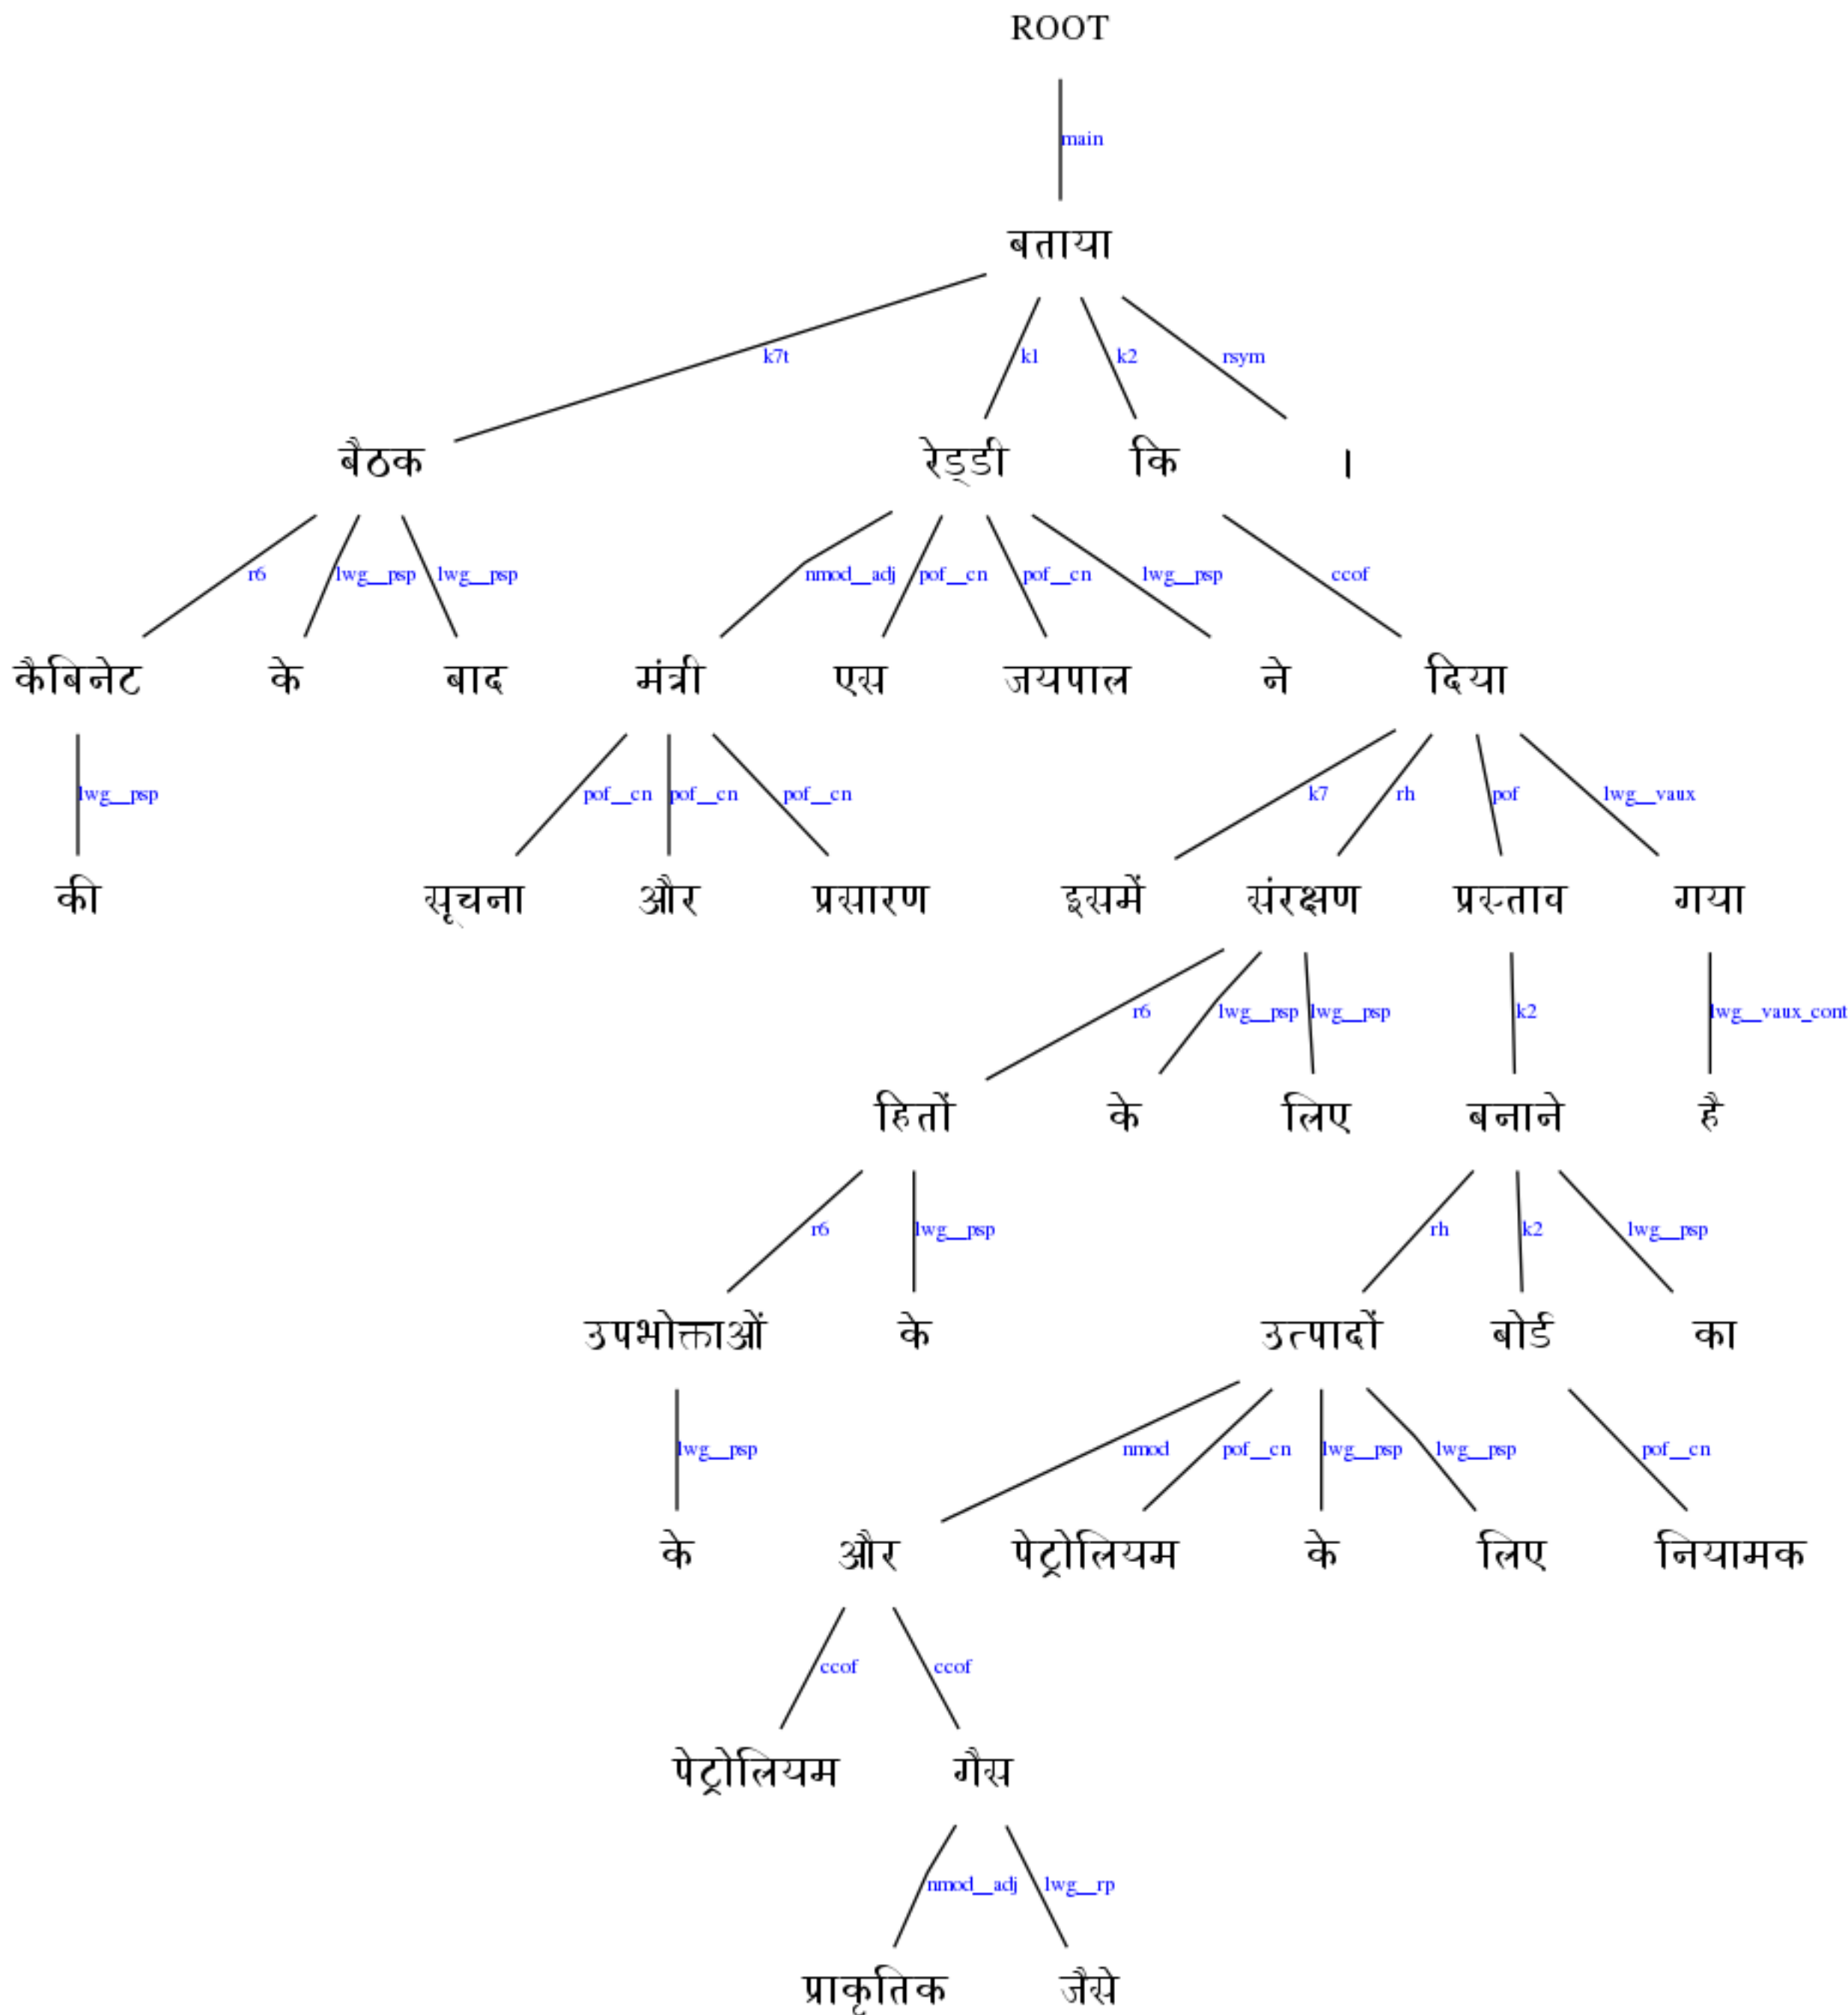 ROOT
main
बताया
k7t k1 k2 rsym
बैठक रेड्डी कि ।
r6 lwg__psp lwg__psp nmod__adj pof__cn pof__cn lwg__psp ccof
कैबिनेट के बाद मंत्री एस जयपाल ने दिया
lwg__psp pof__cn pof__cn pof__cn k7 rh pof lwg__vaux
की सूचना और प्रसारण इसमें संरक्षण प्रस्ताव गया
r6 lwg__psp lwg__psp k2 lwg__vaux_cont
हितों के लिए बनाने है
r6 lwg__psp rh k2 lwg__psp
उपभोक्ताओं के उत्पादों बोर्ड का
lwg__psp nmod pof__cn lwg__psp lwg__psp pof__cn
के और पेट्रोलियम के लिए नियामक
ccof ccof
पेट्रोलियम गैस
nmod__adj lwg__rp
प्राकृतिक जैसे